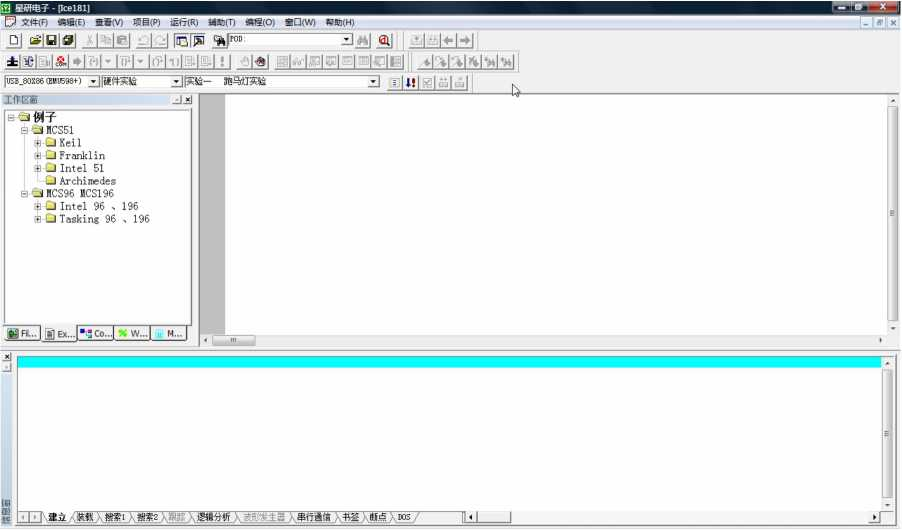 星研电子 - [Ice181]
文件(F) 编辑(E) 查看(V) 项目(P) 运行(R) 辅助(T) 编程(O) 窗口(W) 帮助(H)
POD:
USB_80X86(EMU598+) 硬件实验 实验一 跑马灯实验
工作区窗
例子
MCS51
Keil
Franklin
Intel 51
Archimedes
MCS96 MCS196
Intel 96 、196
Tasking 96 、196
FiL... Ex... Co... W... M...
建立 装载 搜索1 搜索2 跟踪 逻辑分析 波形发生器 串行通信 书签 断点 DOS